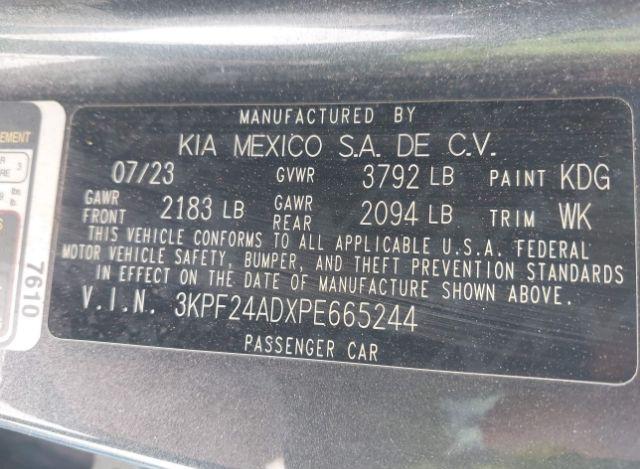 MANUFACTURED BY
KIA MEXICO S.A. DE C.V.
07/23 GVWR 3792 LB PAINT KDG
GAWR FRONT 2183 LB GAWR REAR 2094 LB TRIM WK
THIS VEHICLE CONFORMS TO ALL APPLICABLE U.S.A. FEDERAL
MOTOR VEHICLE SAFETY, BUMPER, AND THEFT PREVENTION STANDARDS
IN EFFECT ON THE DATE OF MANUFACTURE SHOWN ABOVE.
V.I.N. 3KPF24ADXPE665244
PASSENGER CAR
7610